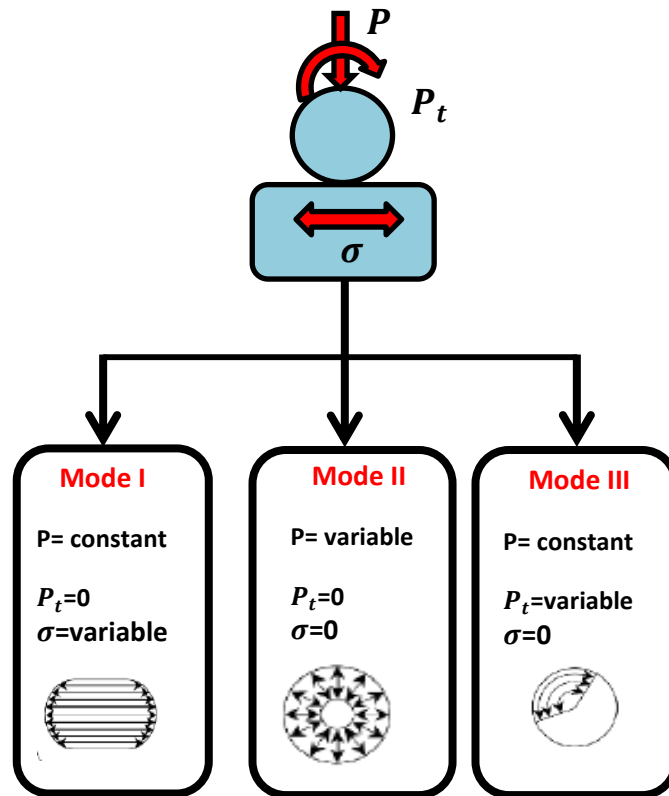 P
P_t
σ
Mode I
P= constant
P_t=0
σ=variable
Mode II
P= variable
P_t=0
σ=0
Mode III
P= constant
P_t=variable
σ=0